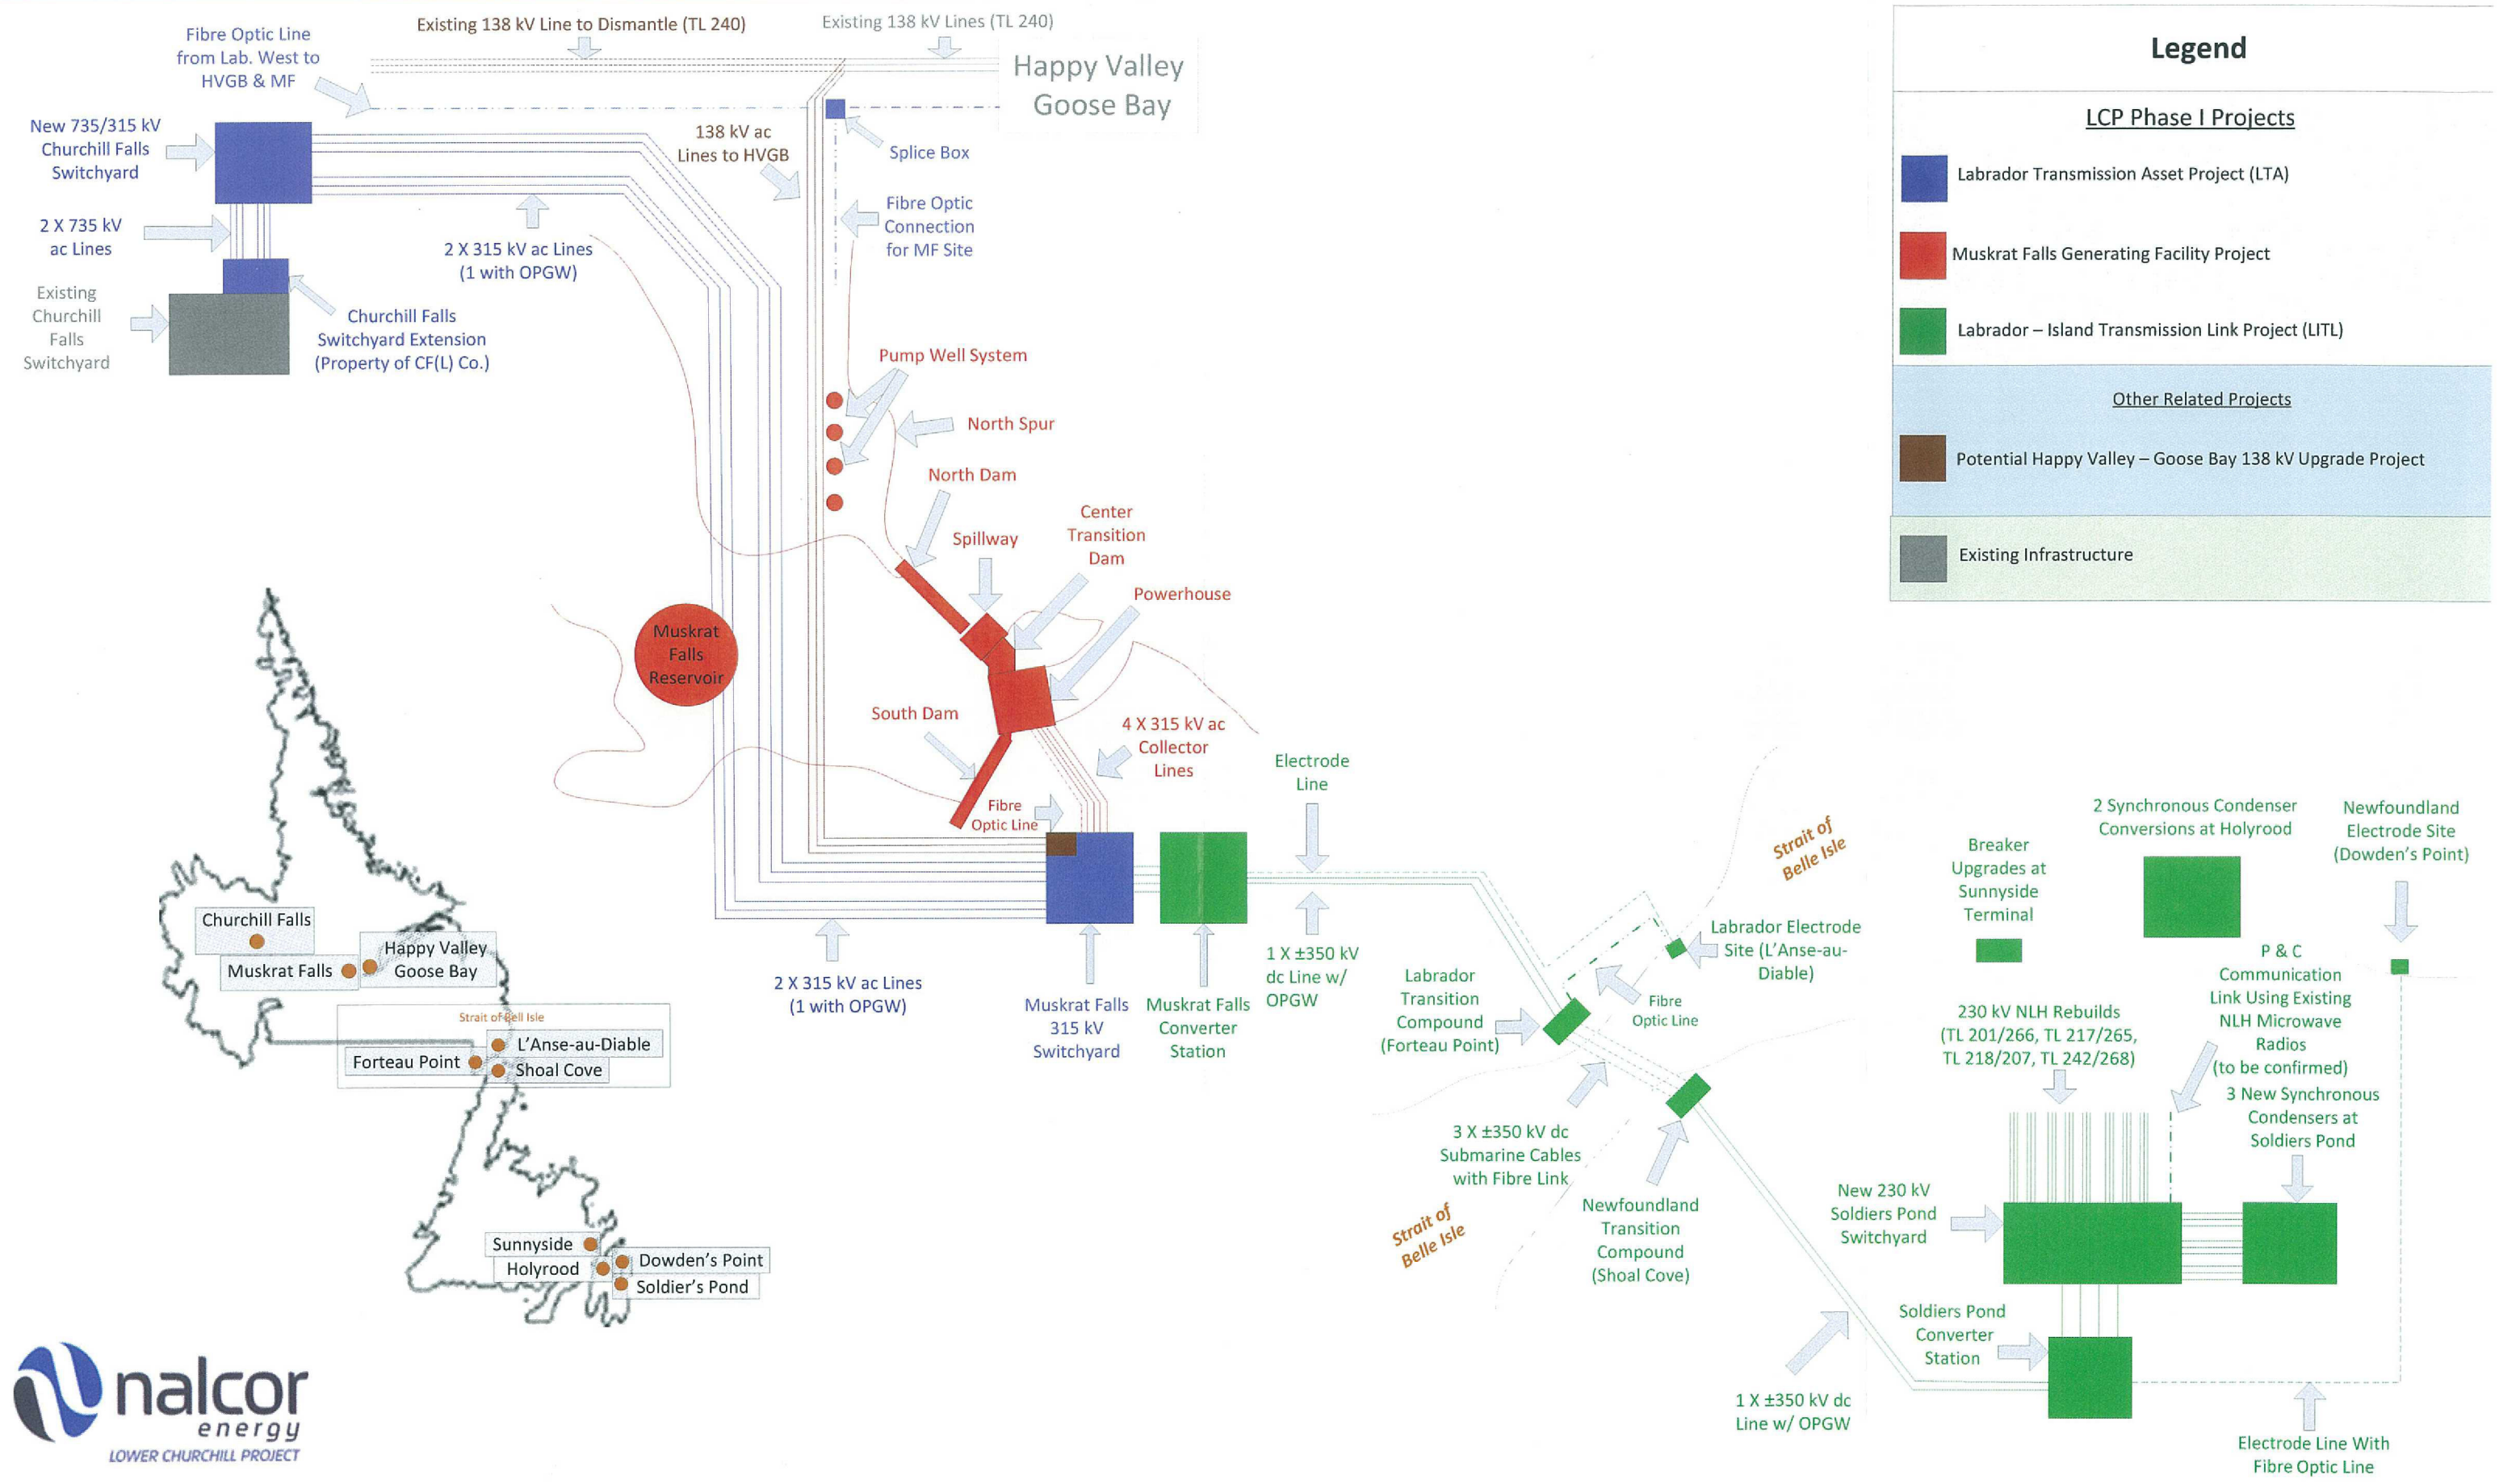 Existing 138 kV Line to Dismantle (TL 240)
Existing 138 kV Lines (TL 240)
Happy Valley
Goose Bay
Fibre Optic Line
from Lab. West to
HVGB & MF
New 735/315 kV
Churchill Falls
Switchyard
138 kV ac
Lines to HVGB
Splice Box
2 X 735 kV
ac Lines
2 X 315 kV ac Lines
(1 with OPGW)
Fibre Optic
Connection
for MF Site
Existing
Churchill
Falls
Switchyard
Churchill Falls
Switchyard Extension
(Property of CF(L) Co.)
Pump Well System
North Spur
North Dam
Spillway
Center
Transition
Dam
Powerhouse
Muskrat
Falls
Reservoir
South Dam
4 X 315 kV ac
Collector
Lines
Fibre
Optic Line
2 X 315 kV ac Lines
(1 with OPGW)
Muskrat Falls
315 kV
Switchyard
Muskrat Falls
Converter
Station
Electrode
Line
1 X ±350 kV
dc Line w/
OPGW
Labrador
Transition
Compound
(Forteau Point)
Strait of
Belle Isle
Labrador Electrode
Site (L'Anse-au-
Diable)
Fibre
Optic Line
3 X ±350 kV dc
Submarine Cables
with Fibre Link
Strait of
Belle Isle
Newfoundland
Transition
Compound
(Shoal Cove)
1 X ±350 kV dc
Line w/ OPGW
Breaker
Upgrades at
Sunnyside
Terminal
2 Synchronous Condenser
Conversions at Holyrood
Newfoundland
Electrode Site
(Dowden's Point)
230 kV NLH Rebuilds
(TL 201/266, TL 217/265,
TL 218/207, TL 242/268)
P & C
Communication
Link Using Existing
NLH Microwave
Radios
(to be confirmed)
3 New Synchronous
Condensers at
Soldiers Pond
New 230 kV
Soldiers Pond
Switchyard
Soldiers Pond
Converter
Station
Electrode Line With
Fibre Optic Line
Legend
LCP Phase I Projects
Labrador Transmission Asset Project (LTA)
Muskrat Falls Generating Facility Project
Labrador – Island Transmission Link Project (LITL)
Other Related Projects
Potential Happy Valley – Goose Bay 138 kV Upgrade Project
Existing Infrastructure
Churchill Falls
Muskrat Falls
Happy Valley
Goose Bay
Strait of Bell Isle
L'Anse-au-Diable
Forteau Point
Shoal Cove
Sunnyside
Holyrood
Dowden's Point
Soldier's Pond
nalcor
energy
LOWER CHURCHILL PROJECT